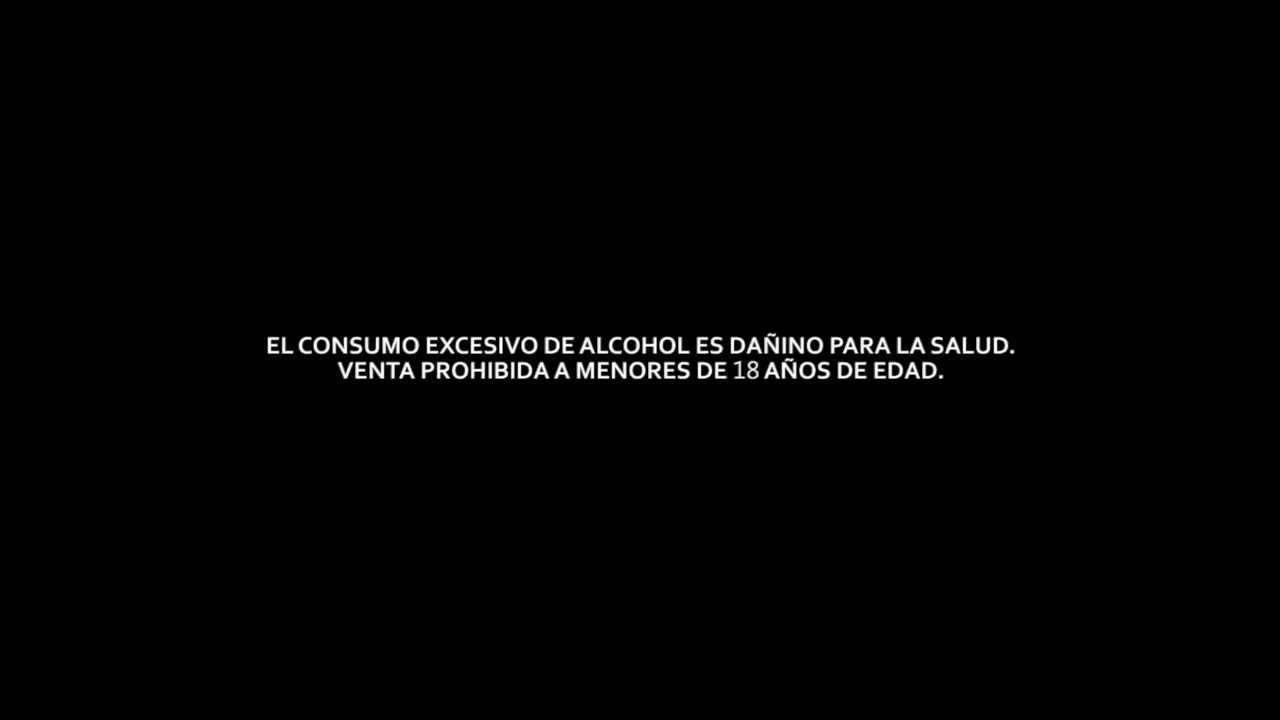 EL CONSUMO EXCESIVO DE ALCOHOL ES DAÑINO PARA LA SALUD.
VENTA PROHIBIDA A MENORES DE 18 AÑOS DE EDAD.